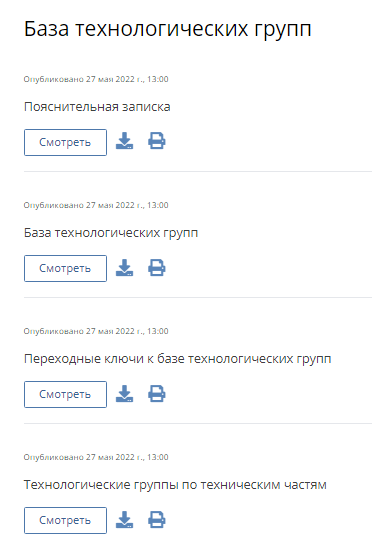 База технологических групп
Опубликовано 27 мая 2022 г., 13:00
Пояснительная записка
Смотреть
Опубликовано 27 мая 2022 г., 13:00
База технологических групп
Смотреть
Опубликовано 27 мая 2022 г., 13:00
Переходные ключи к базе технологических групп
Смотреть
Опубликовано 27 мая 2022 г., 13:00
Технологические группы по техническим частям
Смотреть